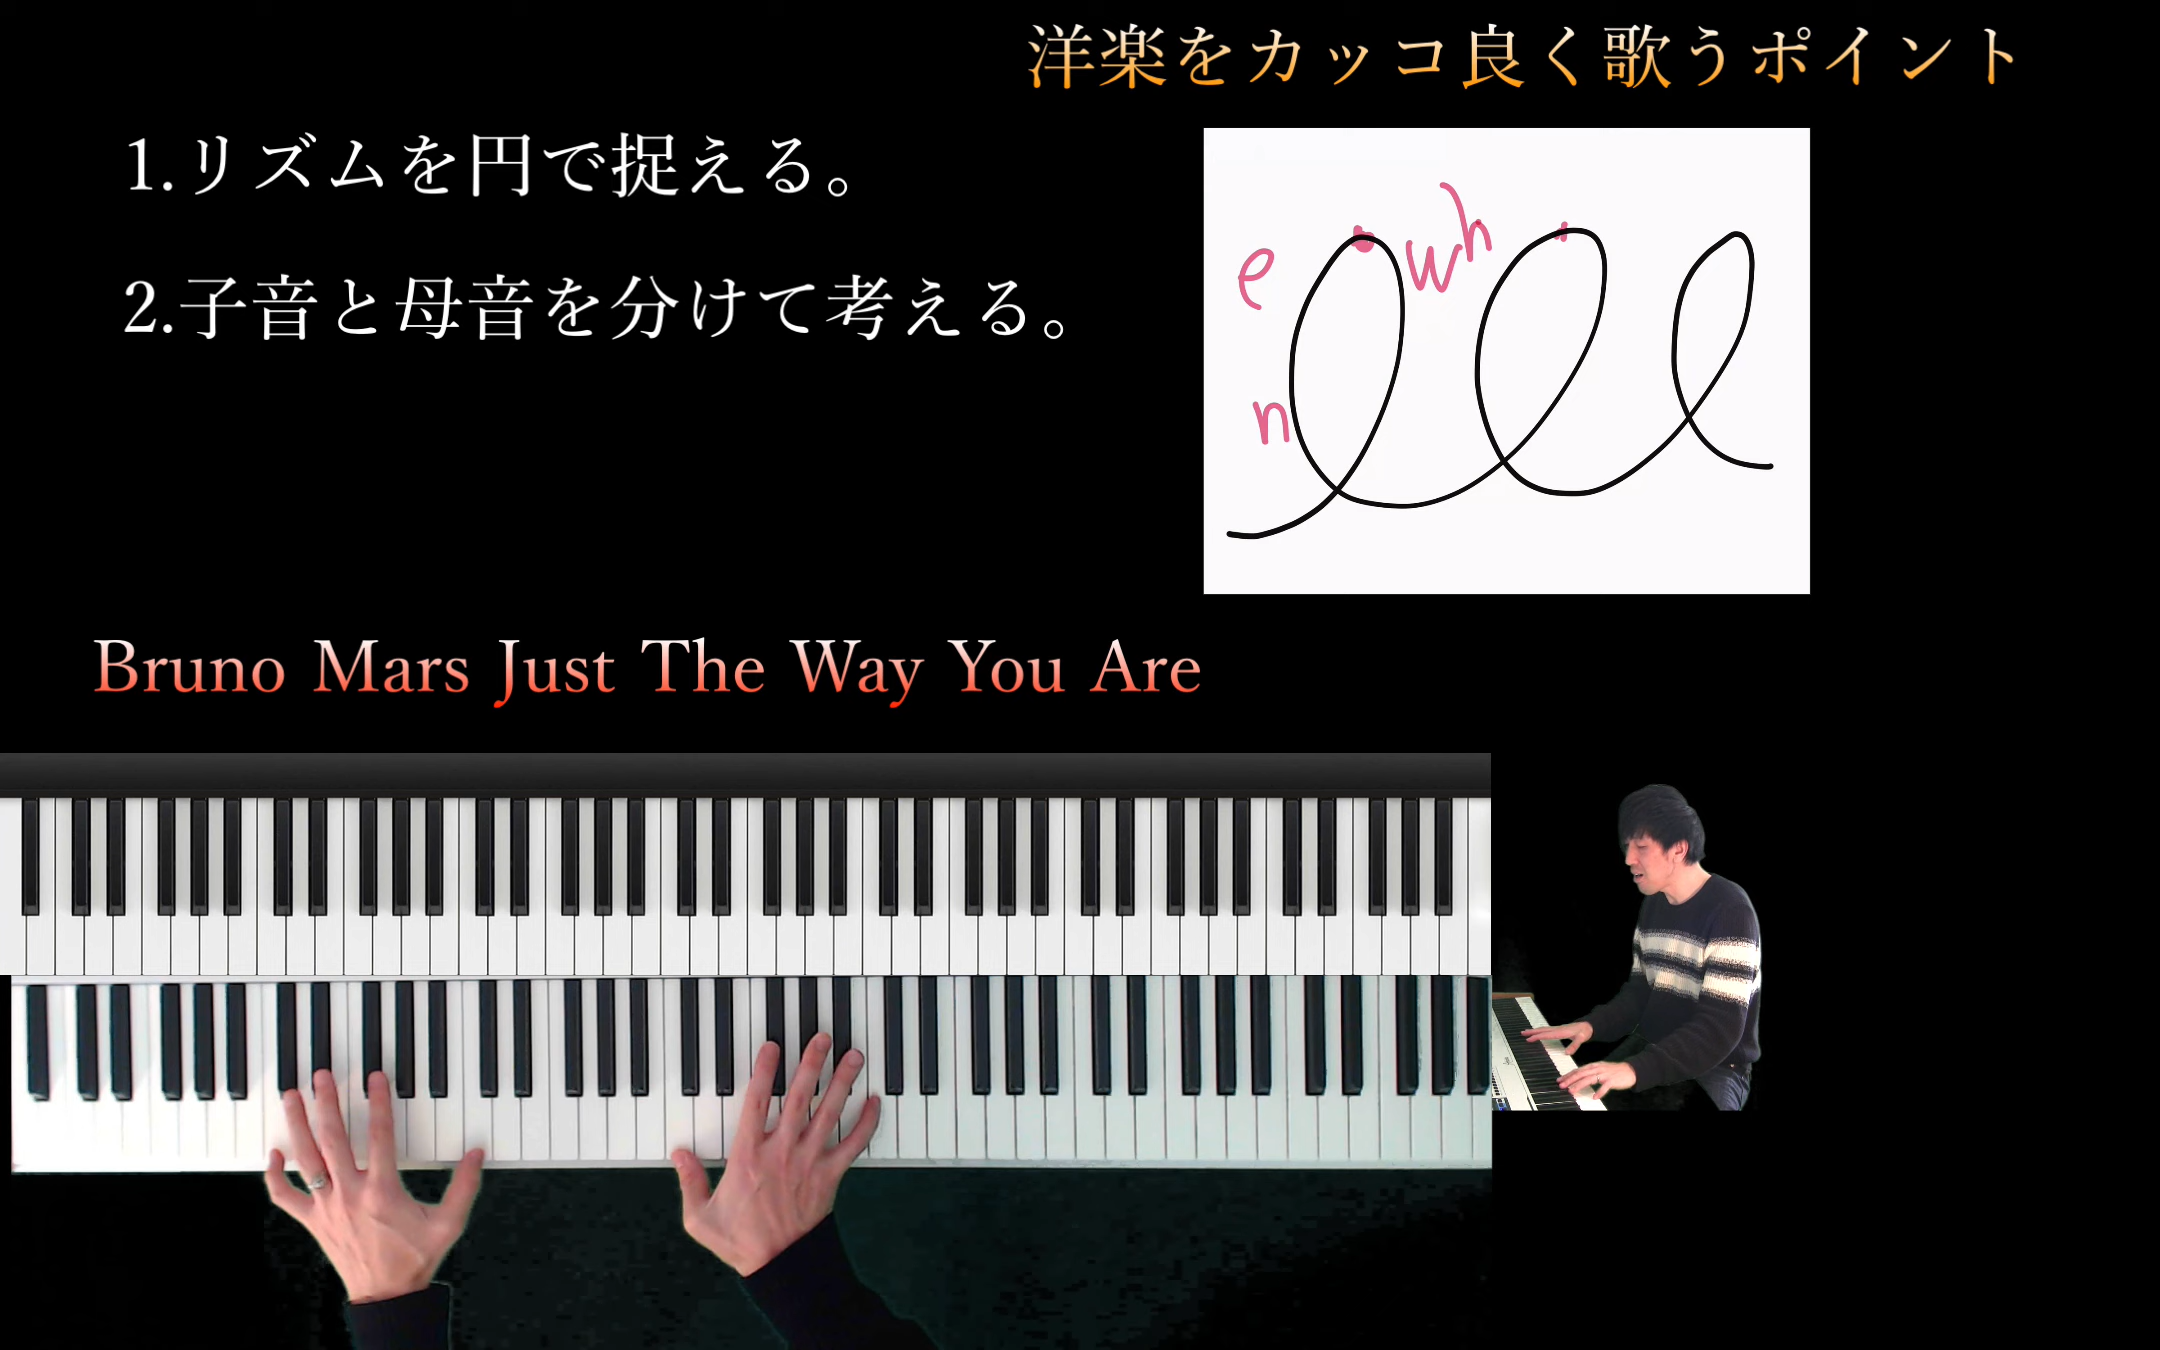 洋楽をカッコ良く歌うポイント
1.リズムを円で捉える。
2.子音と母音を分けて考える。
e wh
n
Bruno Mars Just The Way You Are